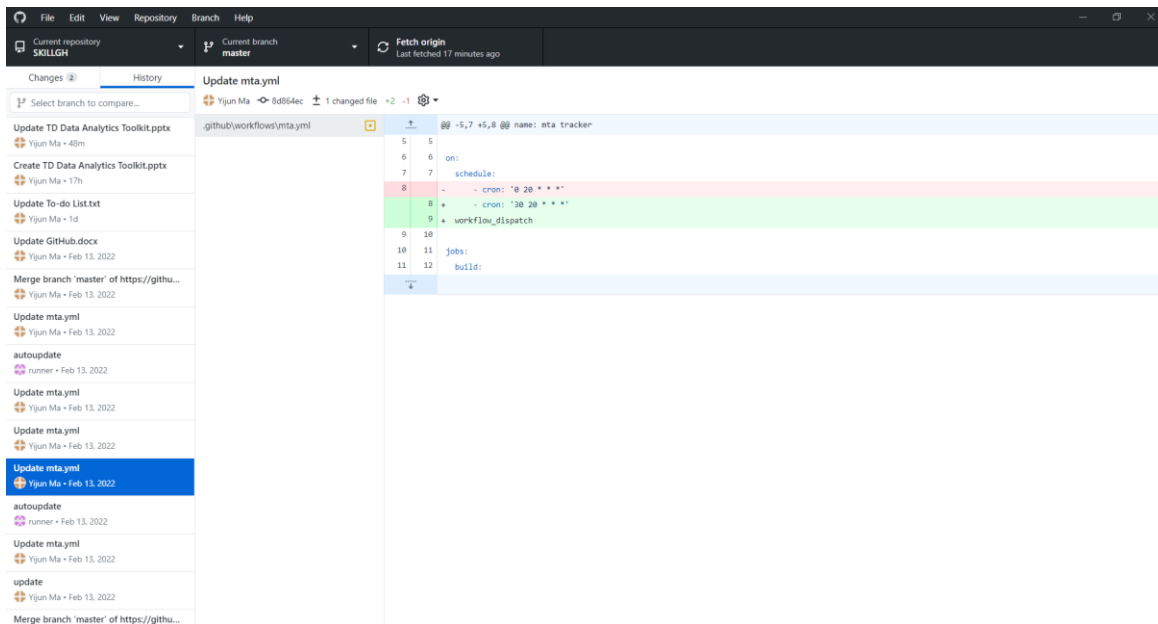 File Edit View Repository Branch Help
Current repository
SKILLGH
Current branch
master
Fetch origin
Last fetched 17 minutes ago
Changes 2 History
Select branch to compare...
Update TD Data Analytics Toolkit.pptx
Yijun Ma • 48m
Create TD Data Analytics Toolkit.pptx
Yijun Ma • 17h
Update To-do List.txt
Yijun Ma • 1d
Update GitHub.docx
Yijun Ma • Feb 13, 2022
Merge branch 'master' of https://githu...
Yijun Ma • Feb 13, 2022
Update mta.yml
Yijun Ma • Feb 13, 2022
autoupdate
runner • Feb 13, 2022
Update mta.yml
Yijun Ma • Feb 13, 2022
Update mta.yml
Yijun Ma • Feb 13, 2022
Update mta.yml
Yijun Ma • Feb 13, 2022
autoupdate
runner • Feb 13, 2022
Update mta.yml
Yijun Ma • Feb 13, 2022
update
Yijun Ma • Feb 13, 2022
Merge branch 'master' of https://githu...
Update mta.yml
Yijun Ma 8d864ec 1 changed file +2 -1
.github\workflows\mta.yml
@@ -5,7 +5,8 @@ name: mta tracker
5 5
6 6 on:
7 7 schedule:
8 - - cron: '0 20 * * *'
8 + - cron: '30 20 * * *'
9 + workflow_dispatch
9 10
10 11 jobs:
11 12 build: